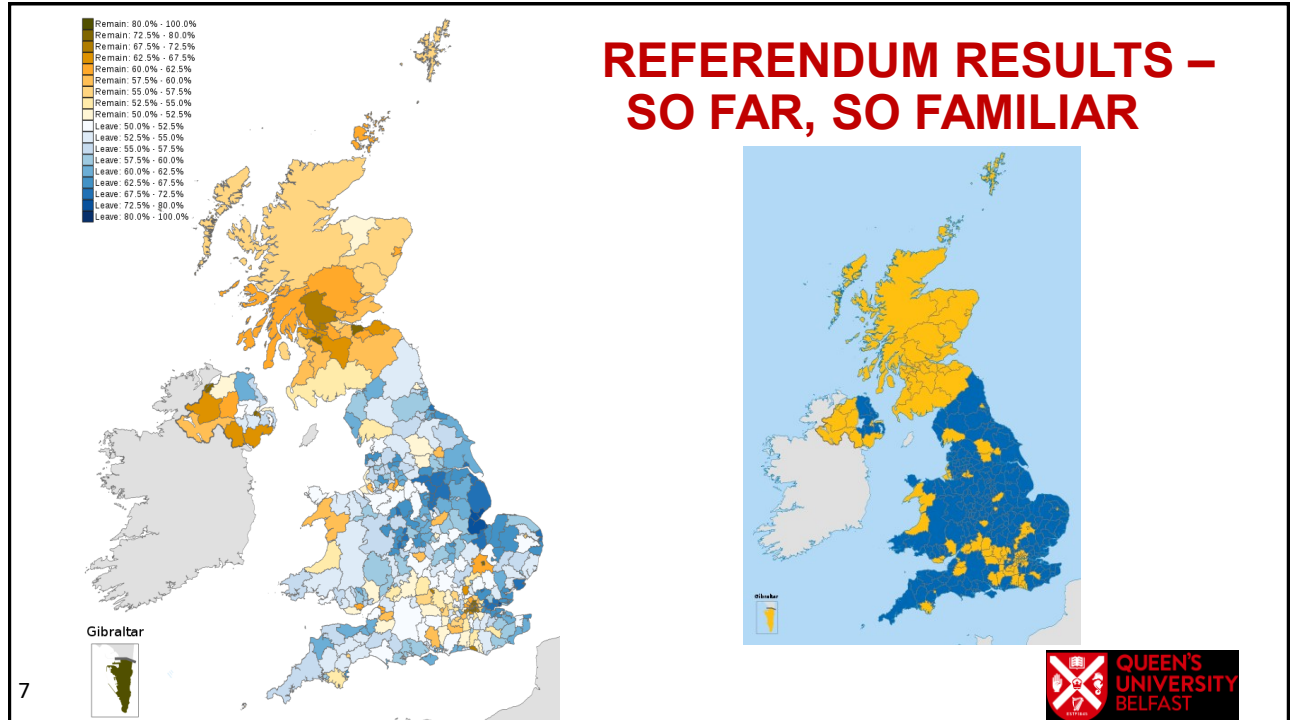 Remain: 80.0% - 100.0%
Remain: 72.5% - 80.0%
Remain: 67.5% - 72.5%
Remain: 62.5% - 67.5%
Remain: 60.0% - 62.5%
Remain: 57.5% - 60.0%
Remain: 55.0% - 57.5%
Remain: 52.5% - 55.0%
Remain: 50.0% - 52.5%
Leave: 50.0% - 52.5%
Leave: 52.5% - 55.0%
Leave: 55.0% - 57.5%
Leave: 57.5% - 60.0%
Leave: 60.0% - 62.5%
Leave: 62.5% - 67.5%
Leave: 67.5% - 72.5%
Leave: 72.5% - 80.0%
Leave: 80.0% - 100.0%
REFERENDUM RESULTS –
SO FAR, SO FAMILIAR
Gibraltar
Gibraltar
7
QUEEN'S
UNIVERSITY
BELFAST